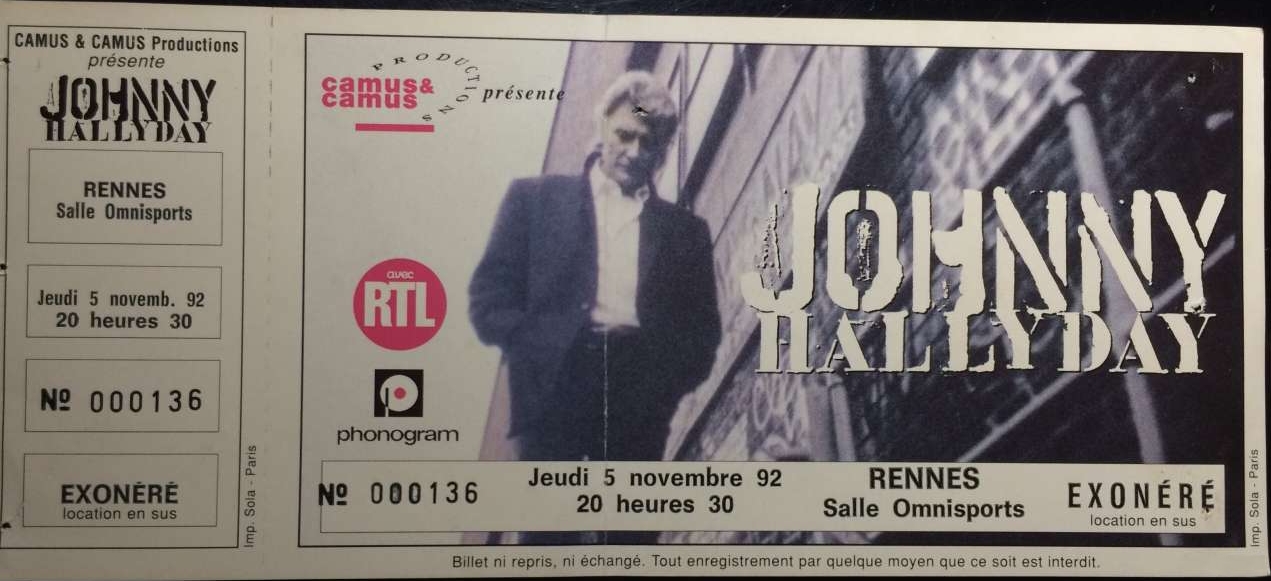 CAMUS & CAMUS Productions
présente
JOHNNY
HALLYDAY
RENNES
Salle Omnisports
Jeudi 5 novemb. 92
20 heures 30
Nº 000136
EXONÉRÉ
location en sus
Imp. Sola - Paris
camus&
camus
PRODUCTIONS
présente
avec
RTL
phonogram
JOHNNY
HALLYDAY
Nº 000136
Jeudi 5 novembre 92
20 heures 30
RENNES
Salle Omnisports
EXONÉRÉ
location en sus
Imp. Sola - Paris
Billet ni repris, ni échangé. Tout enregistrement par quelque moyen que ce soit est interdit.